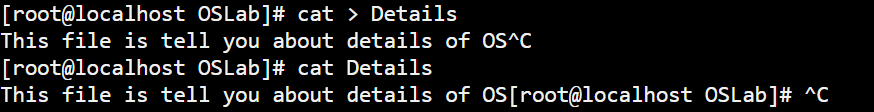 [root@localhost OSLab]# cat > Details
This file is tell you about details of OS^C
[root@localhost OSLab]# cat Details
This file is tell you about details of OS[root@localhost OSLab]# ^C